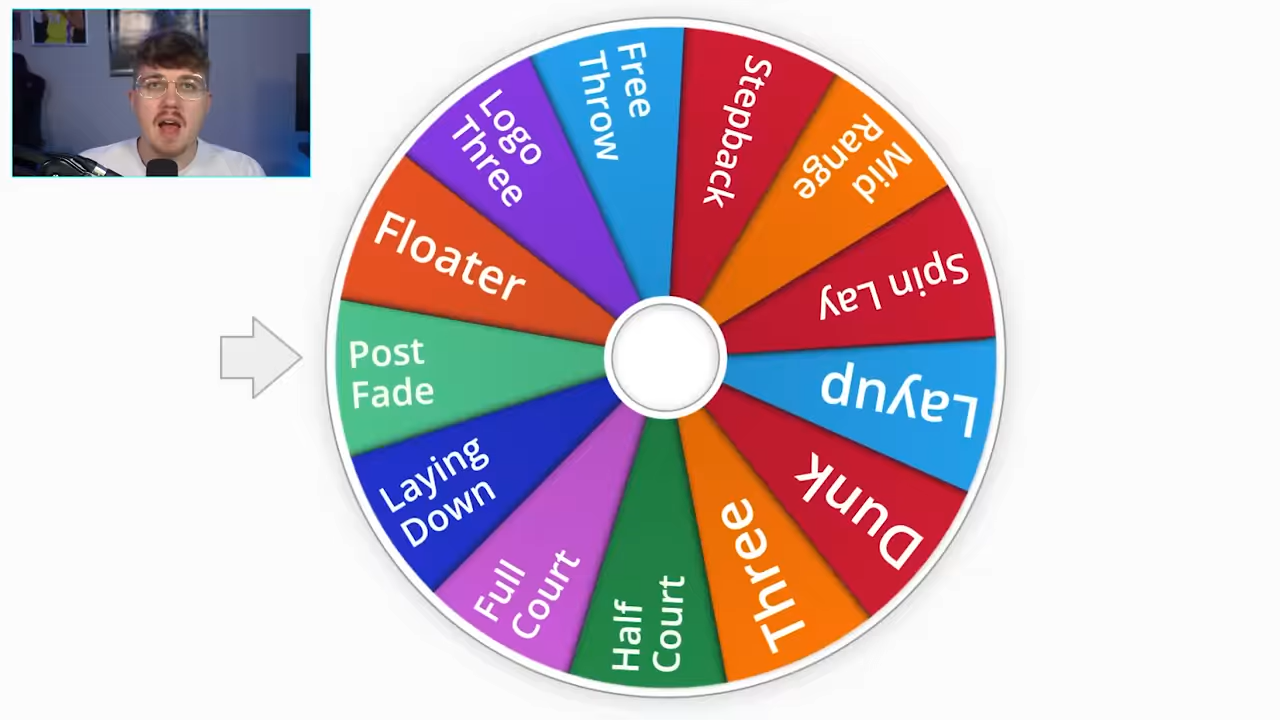 Free
Throw
Stepback
Mid
Range
Spin Lay
Layup
Dunk
Three
Half
Court
Full
Court
Laying
Down
Post
Fade
Floater
Logo
Three